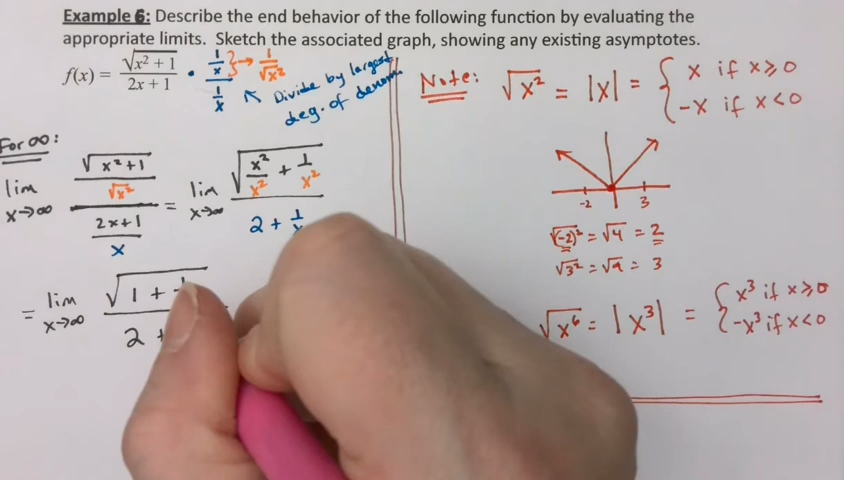 Example 6: Describe the end behavior of the following function by evaluating the
appropriate limits. Sketch the associated graph, showing any existing asymptotes.
f(x) = √(x² + 1) / (2x + 1) • (1/x) / (1/x) } → 1/√x²
Divide by largest
deg. of denom.
For ∞:
lim x→∞ (√(x²+1) / √x²) / ((2x+1) / x) = lim x→∞ √(x²/x² + 1/x²) / (2 + 1/x)
= lim x→∞ √(1 + / 2 +
Note: √x² = |x| = { x if x ≥ 0
-x if x < 0
-2 3
√(-2)² = √4 = 2
√3² = √9 = 3
√x⁶ = |x³| = { x³ if x ≥ 0
-x³ if x < 0